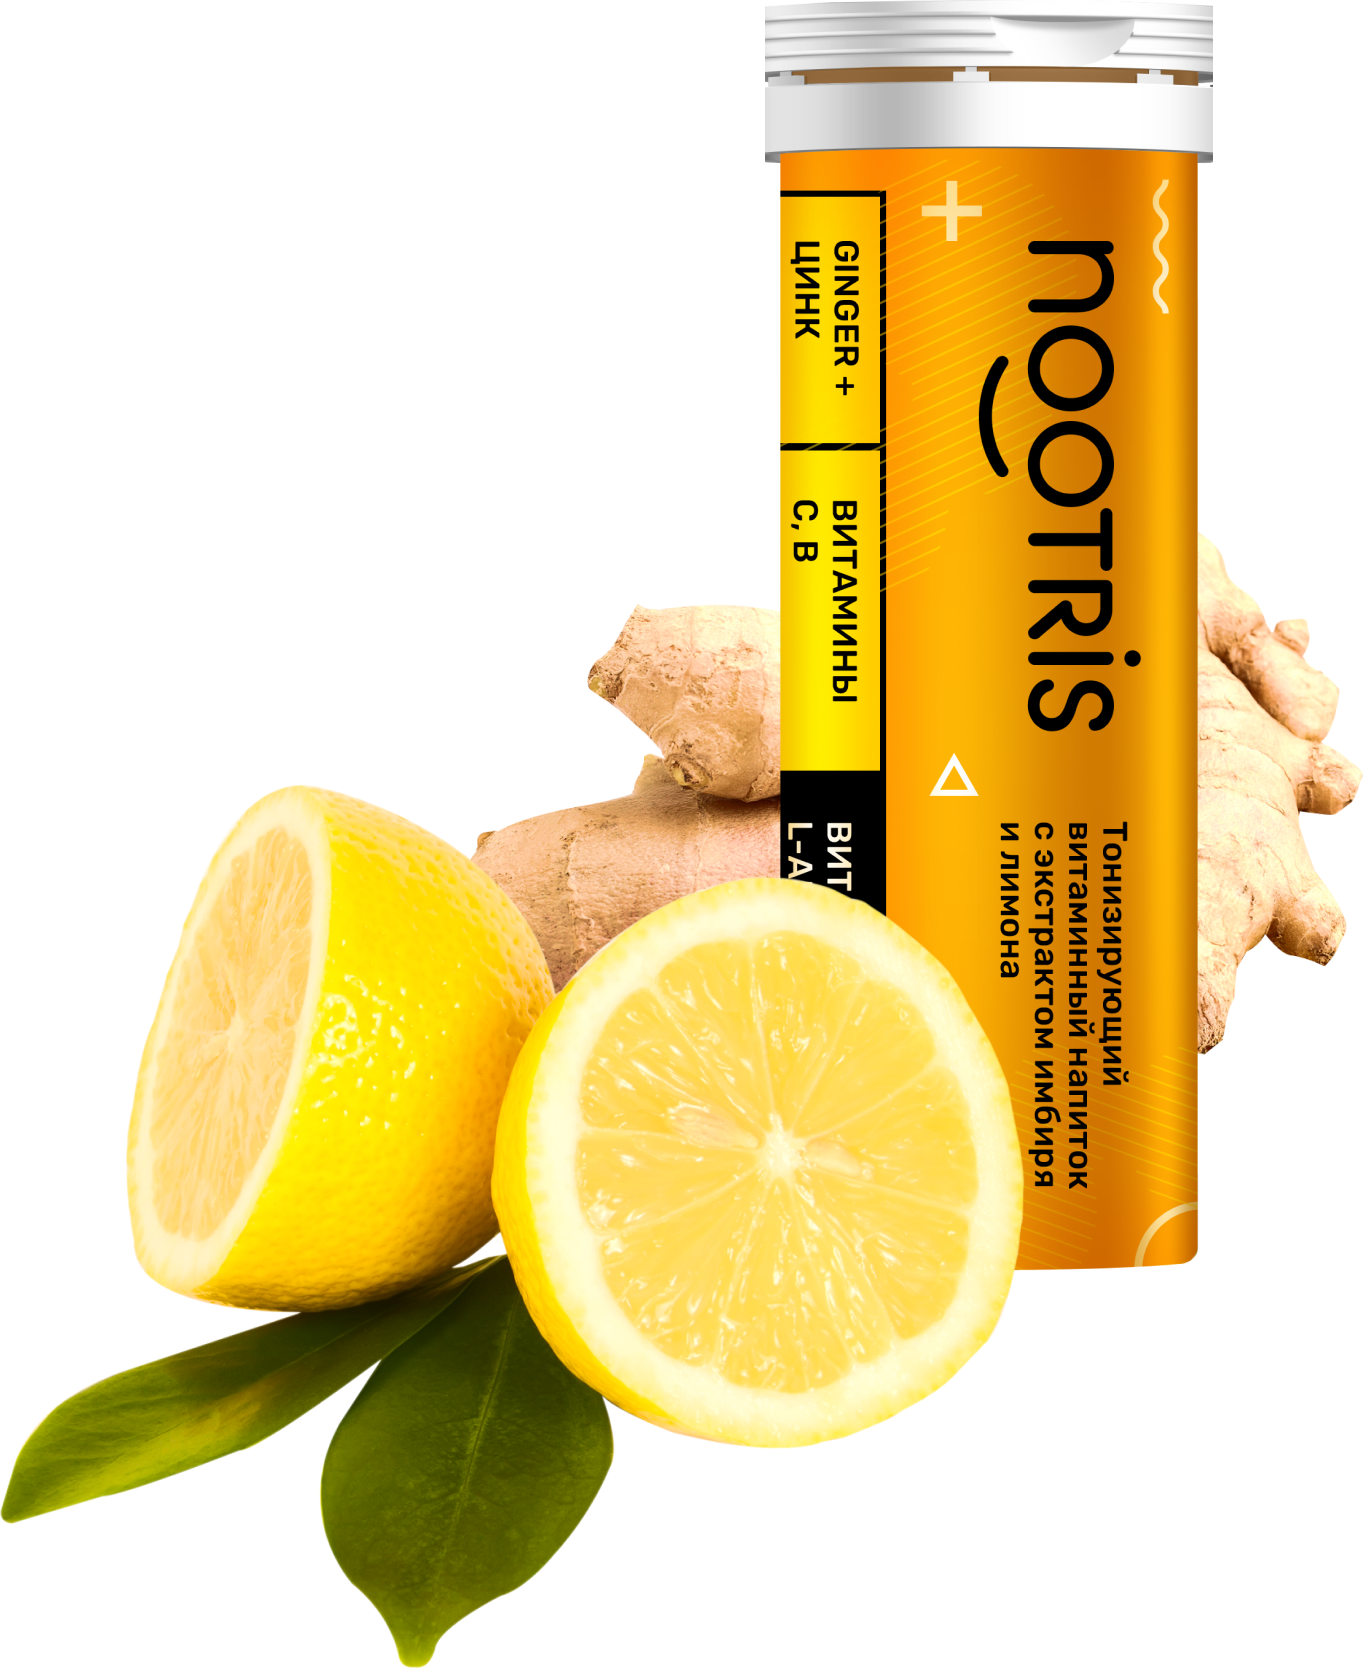 nooTRis
Тонизирующий
витаминный напиток
с экстрактом имбиря
и лимона
GINGER +
ЦИНК
ВИТАМИНЫ
C, B